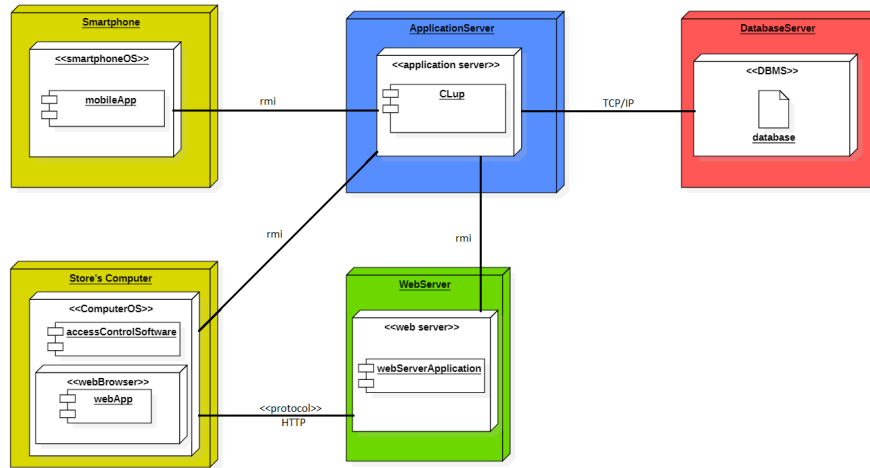 Smartphone
<<smartphoneOS>>
mobileApp
rmi
ApplicationServer
<<application server>>
CLup
TCP/IP
DatabaseServer
<<DBMS>>
database
rmi
rmi
Store's Computer
<<ComputerOS>>
accessControlSoftware
<<webBrowser>>
webApp
<<protocol>>
HTTP
WebServer
<<web server>>
webServerApplication